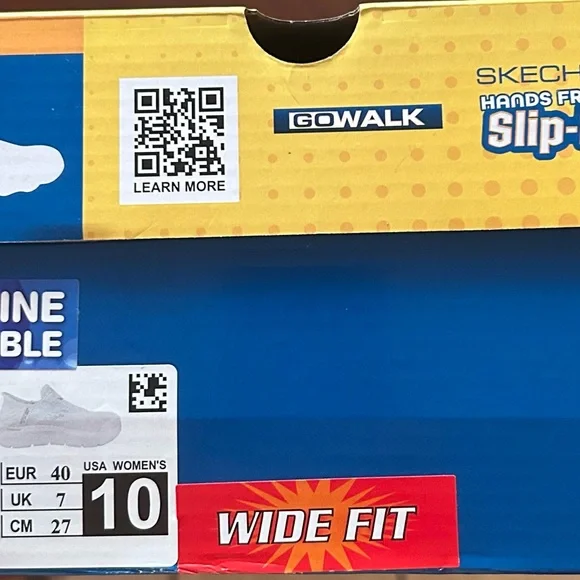 SKECH
HANDS FR
Slip-
GOWALK
LEARN MORE
INE
BLE
EUR 40
UK 7
CM 27
USA WOMEN'S
10
WIDE FIT